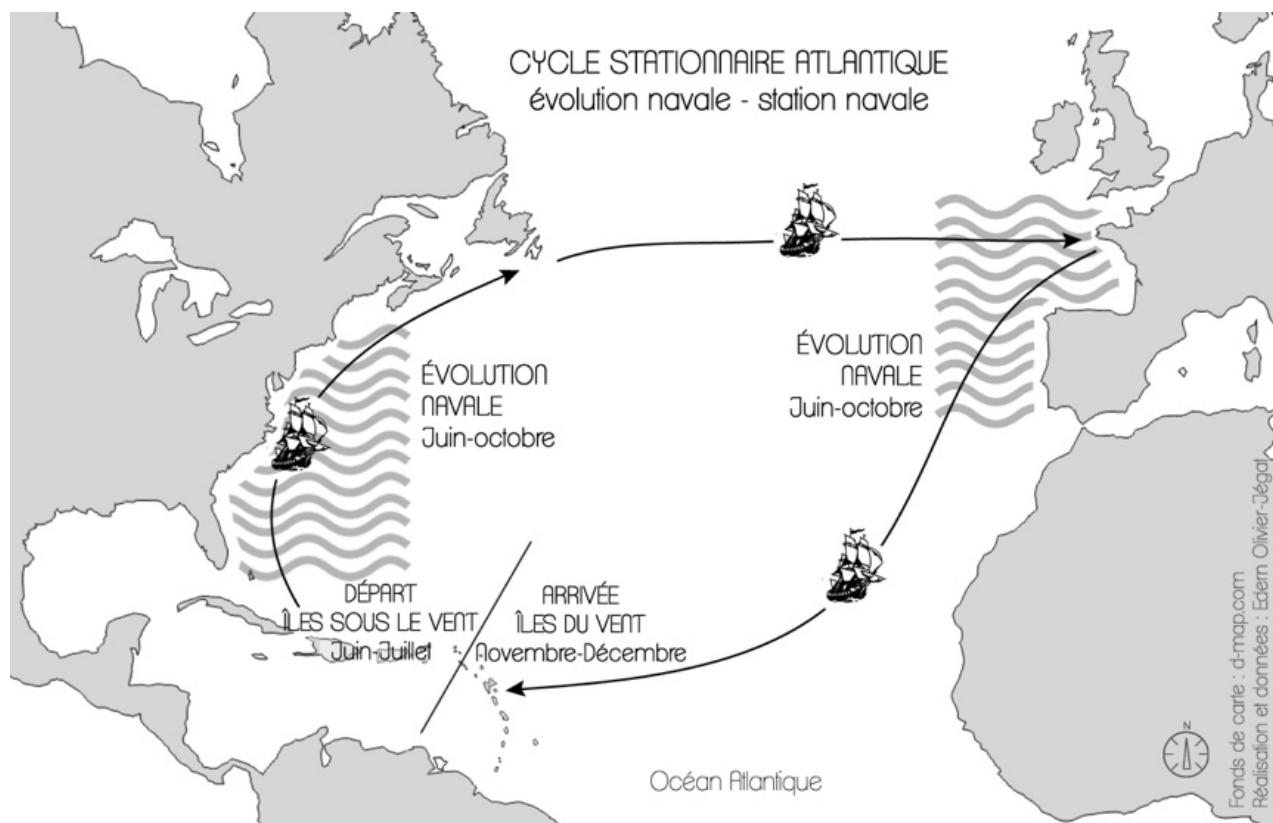 CYCLE STATIONNAIRE ATLANTIQUE
évolution navale - station navale
ÉVOLUTION
NAVALE
Juin-octobre
ÉVOLUTION
NAVALE
Juin-octobre
DÉPART
ÎLES SOUS LE VENT
Juin-Juillet
ARRIVÉE
ÎLES DU VENT
Novembre-Décembre
Océan Atlantique
N
Fonds de carte : d-map.com
Réalisation et données : Edern Olivier-Jégat